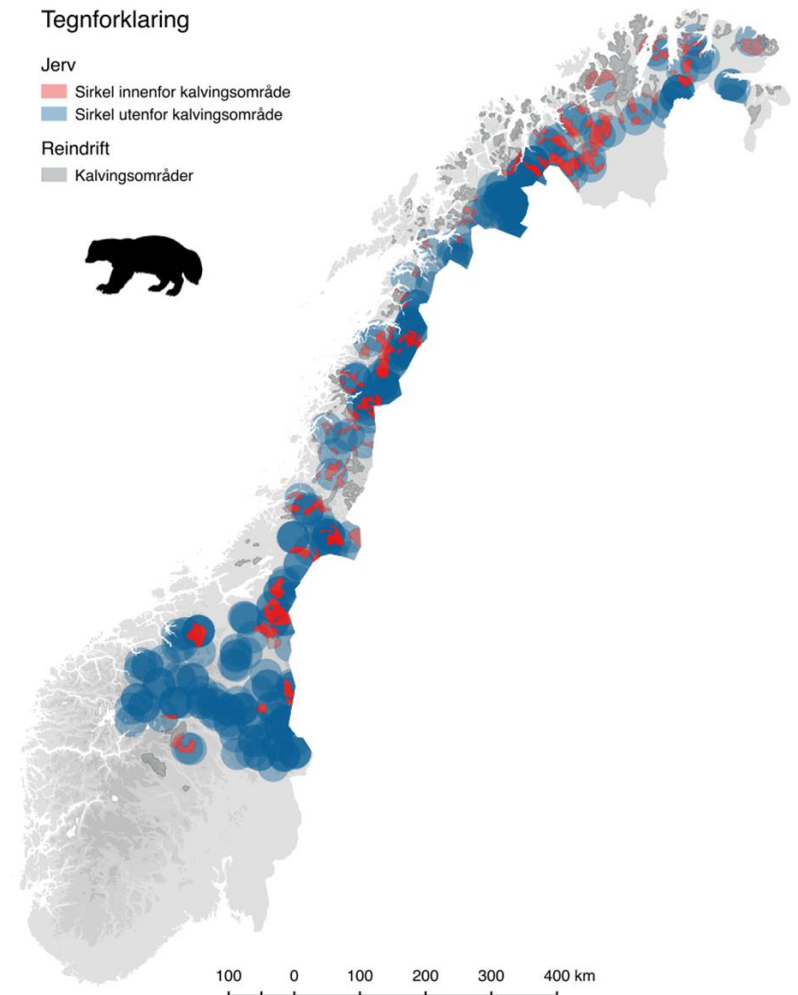 Tegnforklaring
Jerv
Sirkel innenfor kalvingsområde
Sirkel utenfor kalvingsområde
Reindrift
Kalvingsområder
100 0 100 200 300 400 km